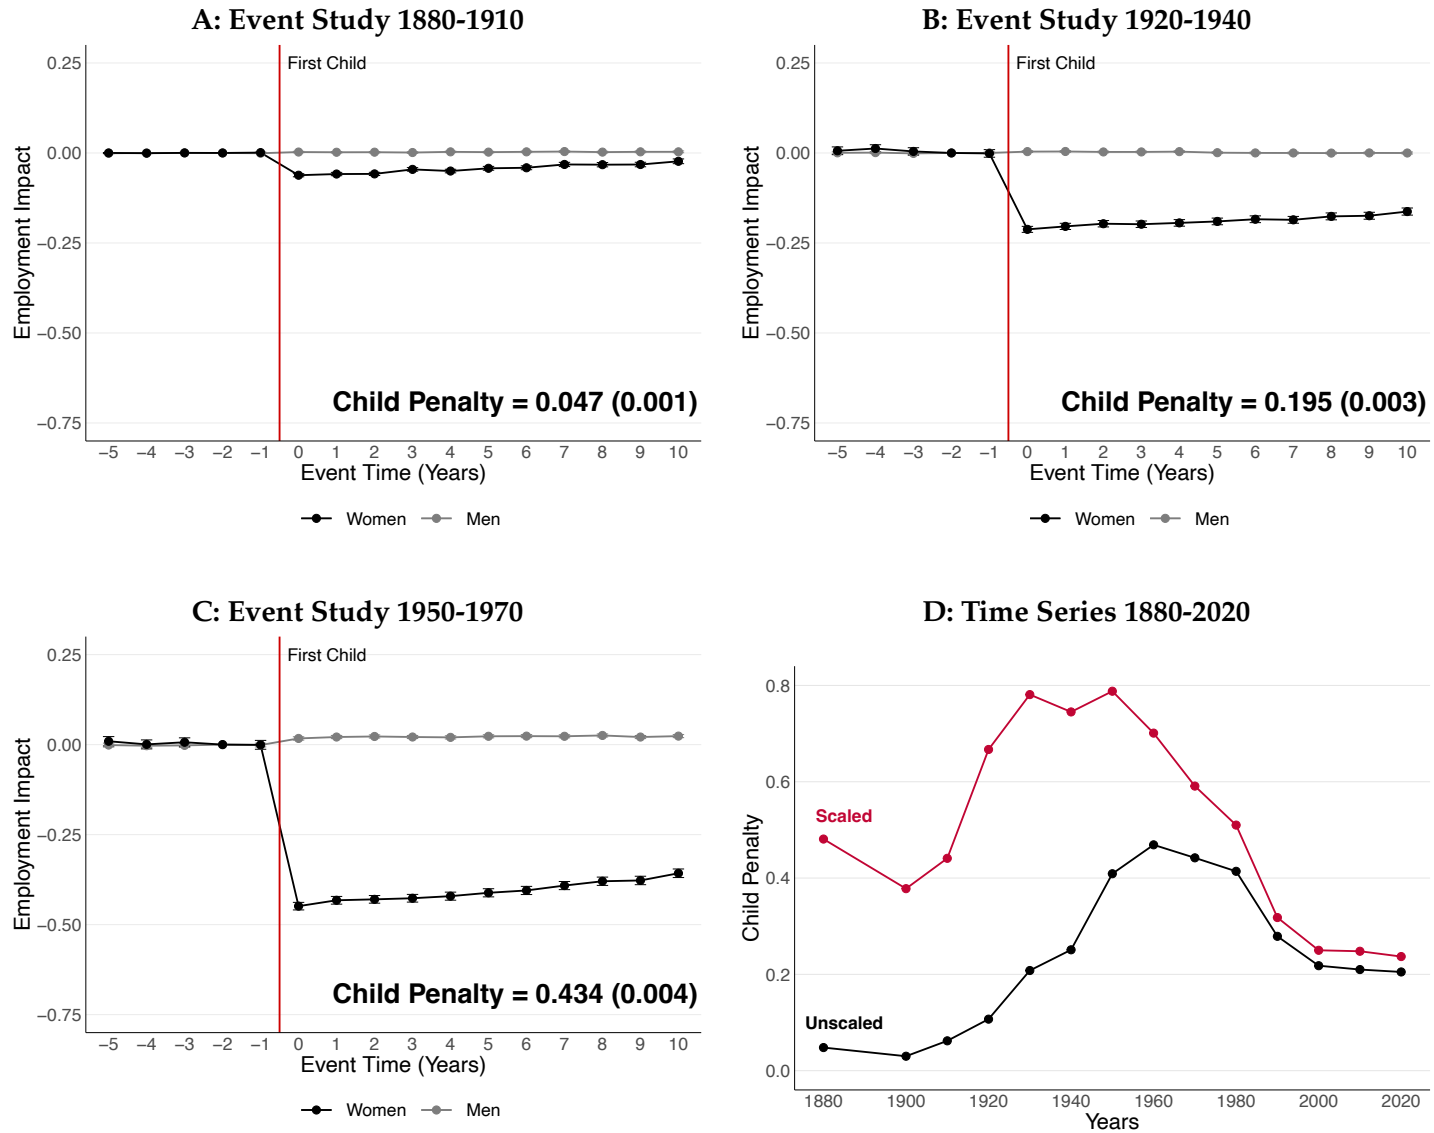 A: Event Study 1880-1910
First Child
0.25
0.00
−0.25
−0.50
−0.75
Employment Impact
Child Penalty = 0.047 (0.001)
−5 −4 −3 −2 −1 0 1 2 3 4 5 6 7 8 9 10
Event Time (Years)
Women Men
B: Event Study 1920-1940
First Child
0.25
0.00
−0.25
−0.50
−0.75
Employment Impact
Child Penalty = 0.195 (0.003)
−5 −4 −3 −2 −1 0 1 2 3 4 5 6 7 8 9 10
Event Time (Years)
Women Men
C: Event Study 1950-1970
First Child
0.25
0.00
−0.25
−0.50
−0.75
Employment Impact
Child Penalty = 0.434 (0.004)
−5 −4 −3 −2 −1 0 1 2 3 4 5 6 7 8 9 10
Event Time (Years)
Women Men
D: Time Series 1880-2020
0.8
0.6
0.4
0.2
0.0
Child Penalty
Scaled
Unscaled
1880 1900 1920 1940 1960 1980 2000 2020
Years